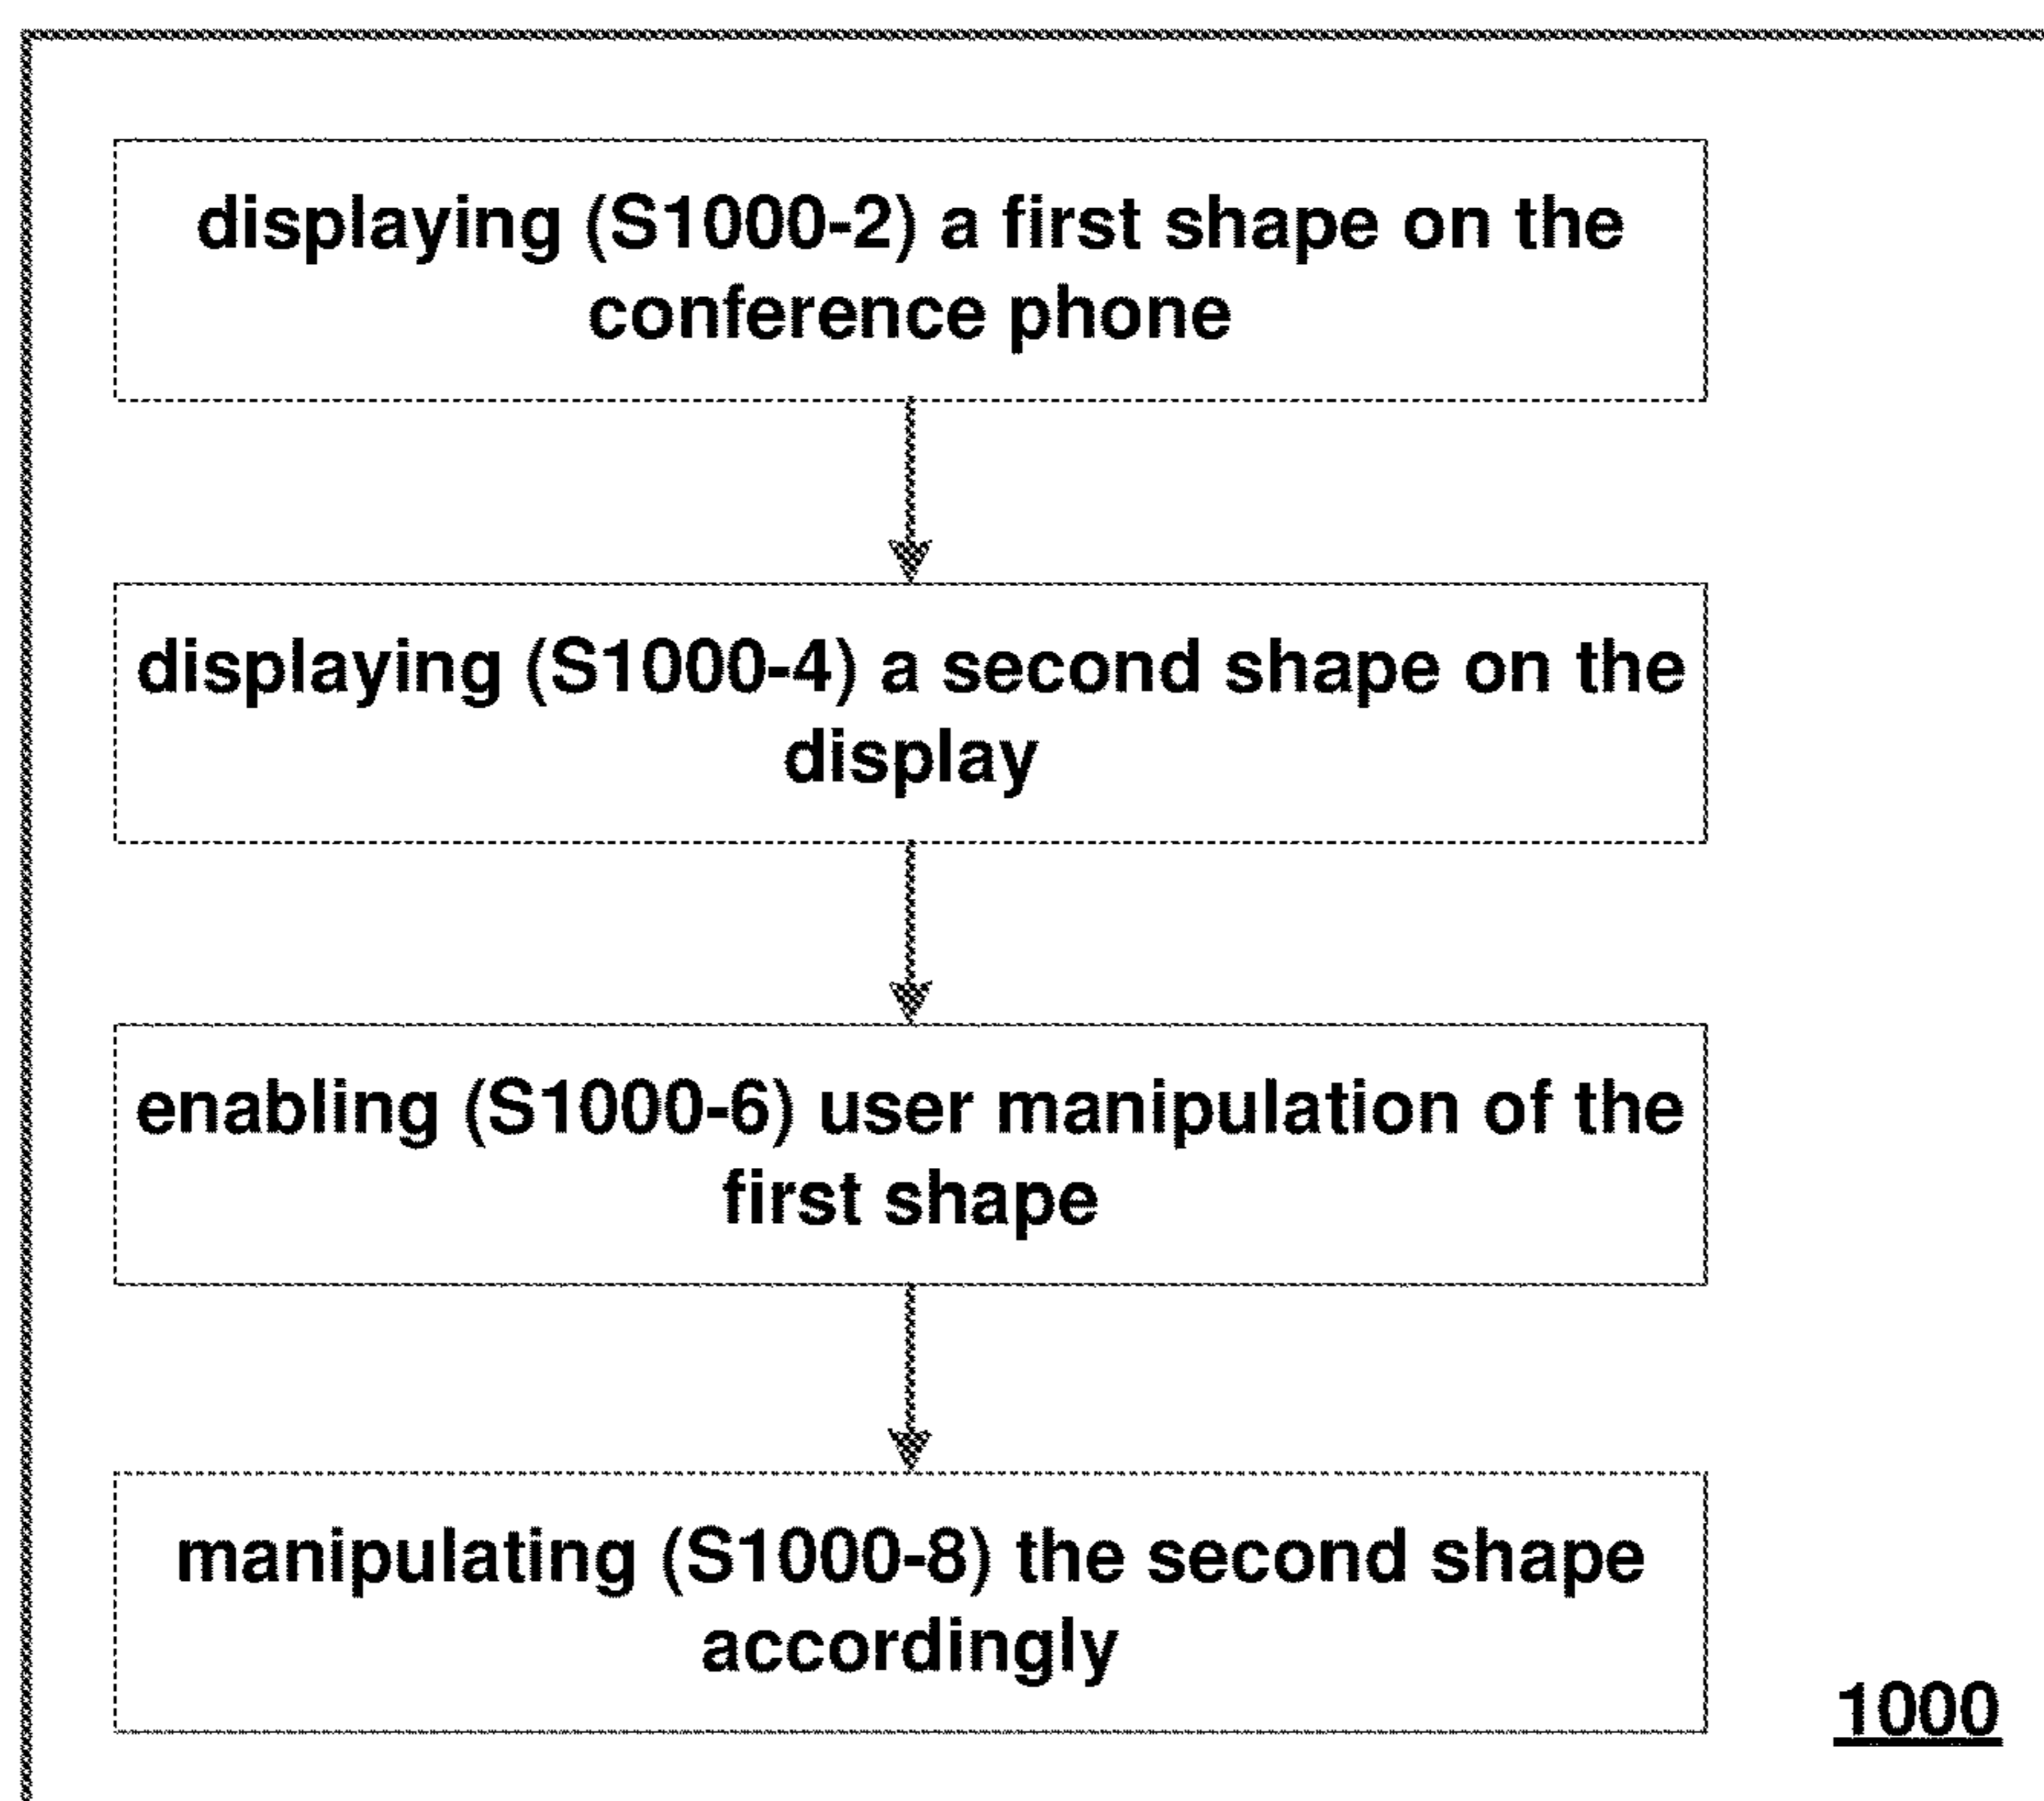 displaying (S1000-2) a first shape on the
conference phone
displaying (S1000-4) a second shape on the
display
enabling (S1000-6) user manipulation of the
first shape
manipulating (S1000-8) the second shape
accordingly
1000